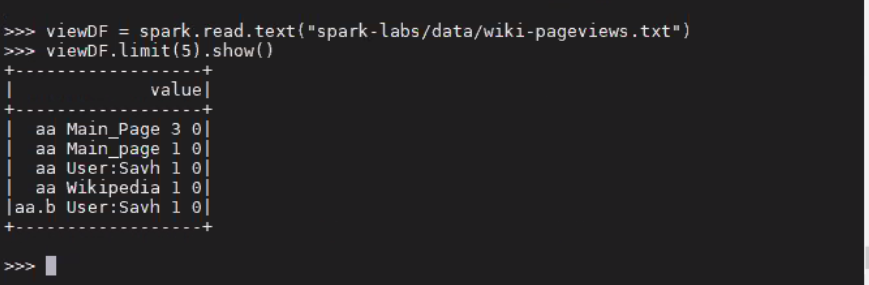 >>> viewDF = spark.read.text("spark-labs/data/wiki-pageviews.txt")
>>> viewDF.limit(5).show()
+------------------+
|             value|
+------------------+
|  aa Main_Page 3 0|
|  aa Main_page 1 0|
|  aa User:Savh 1 0|
|  aa Wikipedia 1 0|
|aa.b User:Savh 1 0|
+------------------+
>>>